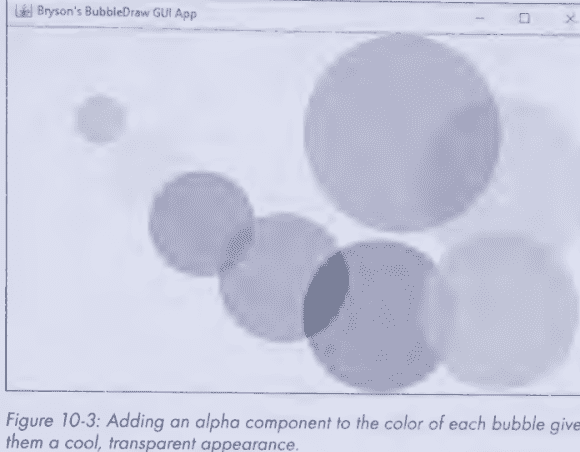 Bryson's BubbleDraw GUI App
Figure 10-3: Adding an alpha component to the color of each bubble give
them a cool, transparent appearance.